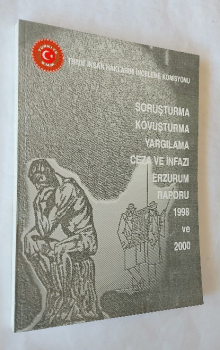 TBMM İNSAN HAKLARINI İNCELEME KOMİSYONU
SORUŞTURMA
KOVUŞTURMA
YARGILAMA
CEZA VE İNFAZI
ERZURUM
RAPORU
1998
ve
2000